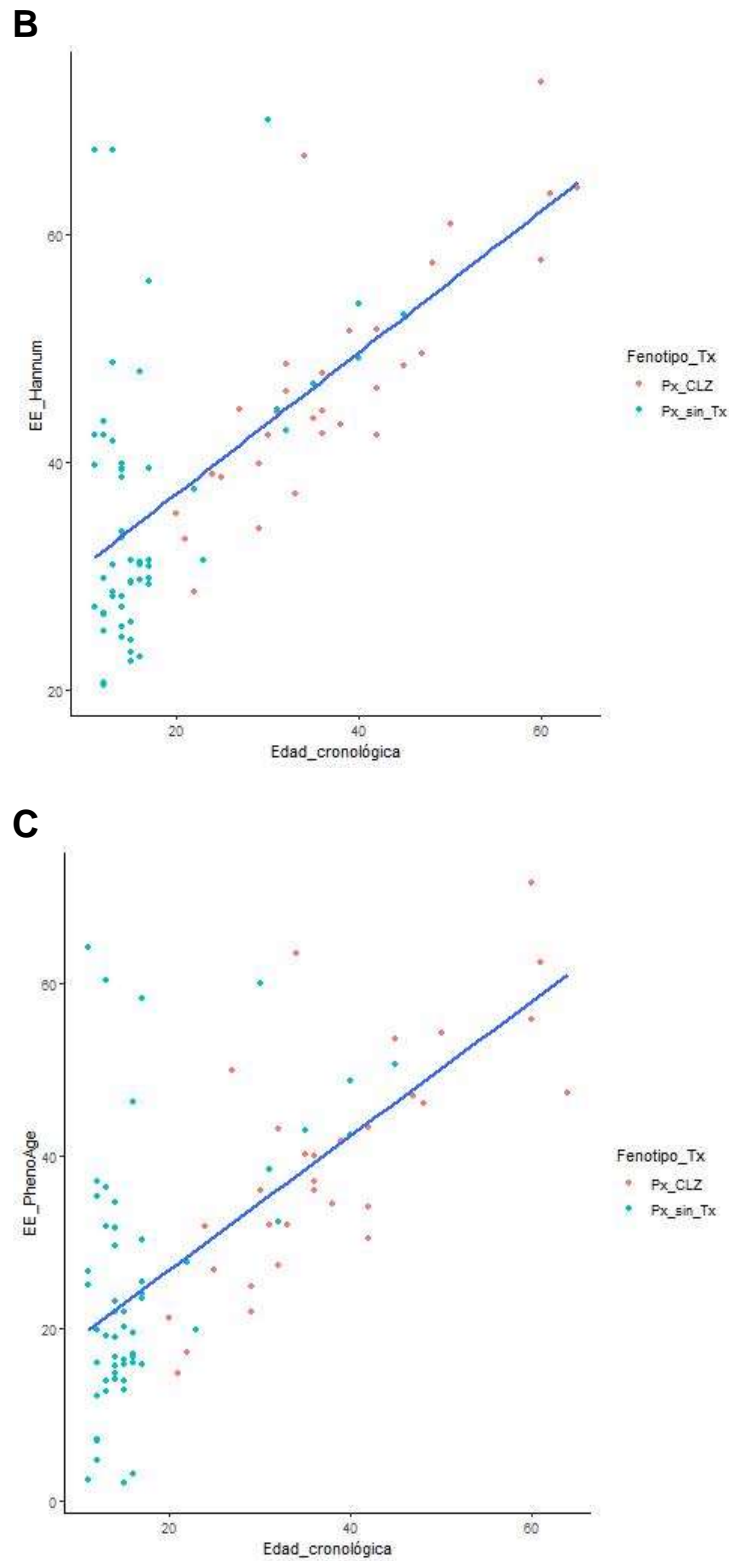 B
60
40
20
EE_Hannum
20 40 60
Edad_cronológica
Fenotipo_Tx
Px_CLZ
Px_sin_Tx
C
60
40
20
0
EE_PhenoAge
20 40 60
Edad_cronológica
Fenotipo_Tx
Px_CLZ
Px_sin_Tx